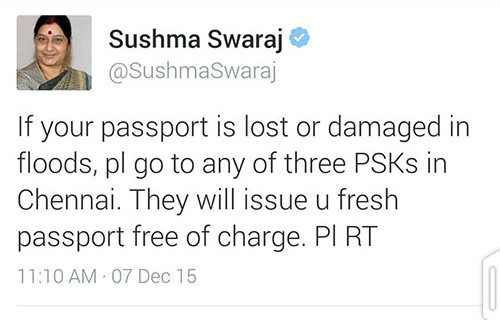 Sushma Swaraj
@SushmaSwaraj
If your passport is lost or damaged in
floods, pl go to any of three PSKs in
Chennai. They will issue u fresh
passport free of charge. Pl RT
11:10 AM · 07 Dec 15